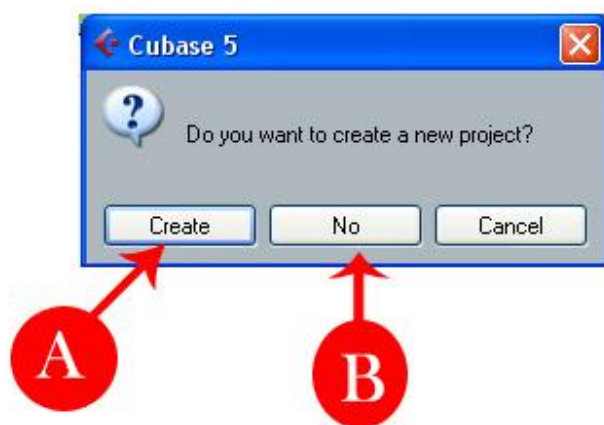 Cubase 5
?
Do you want to create a new project?
Create No Cancel
A B